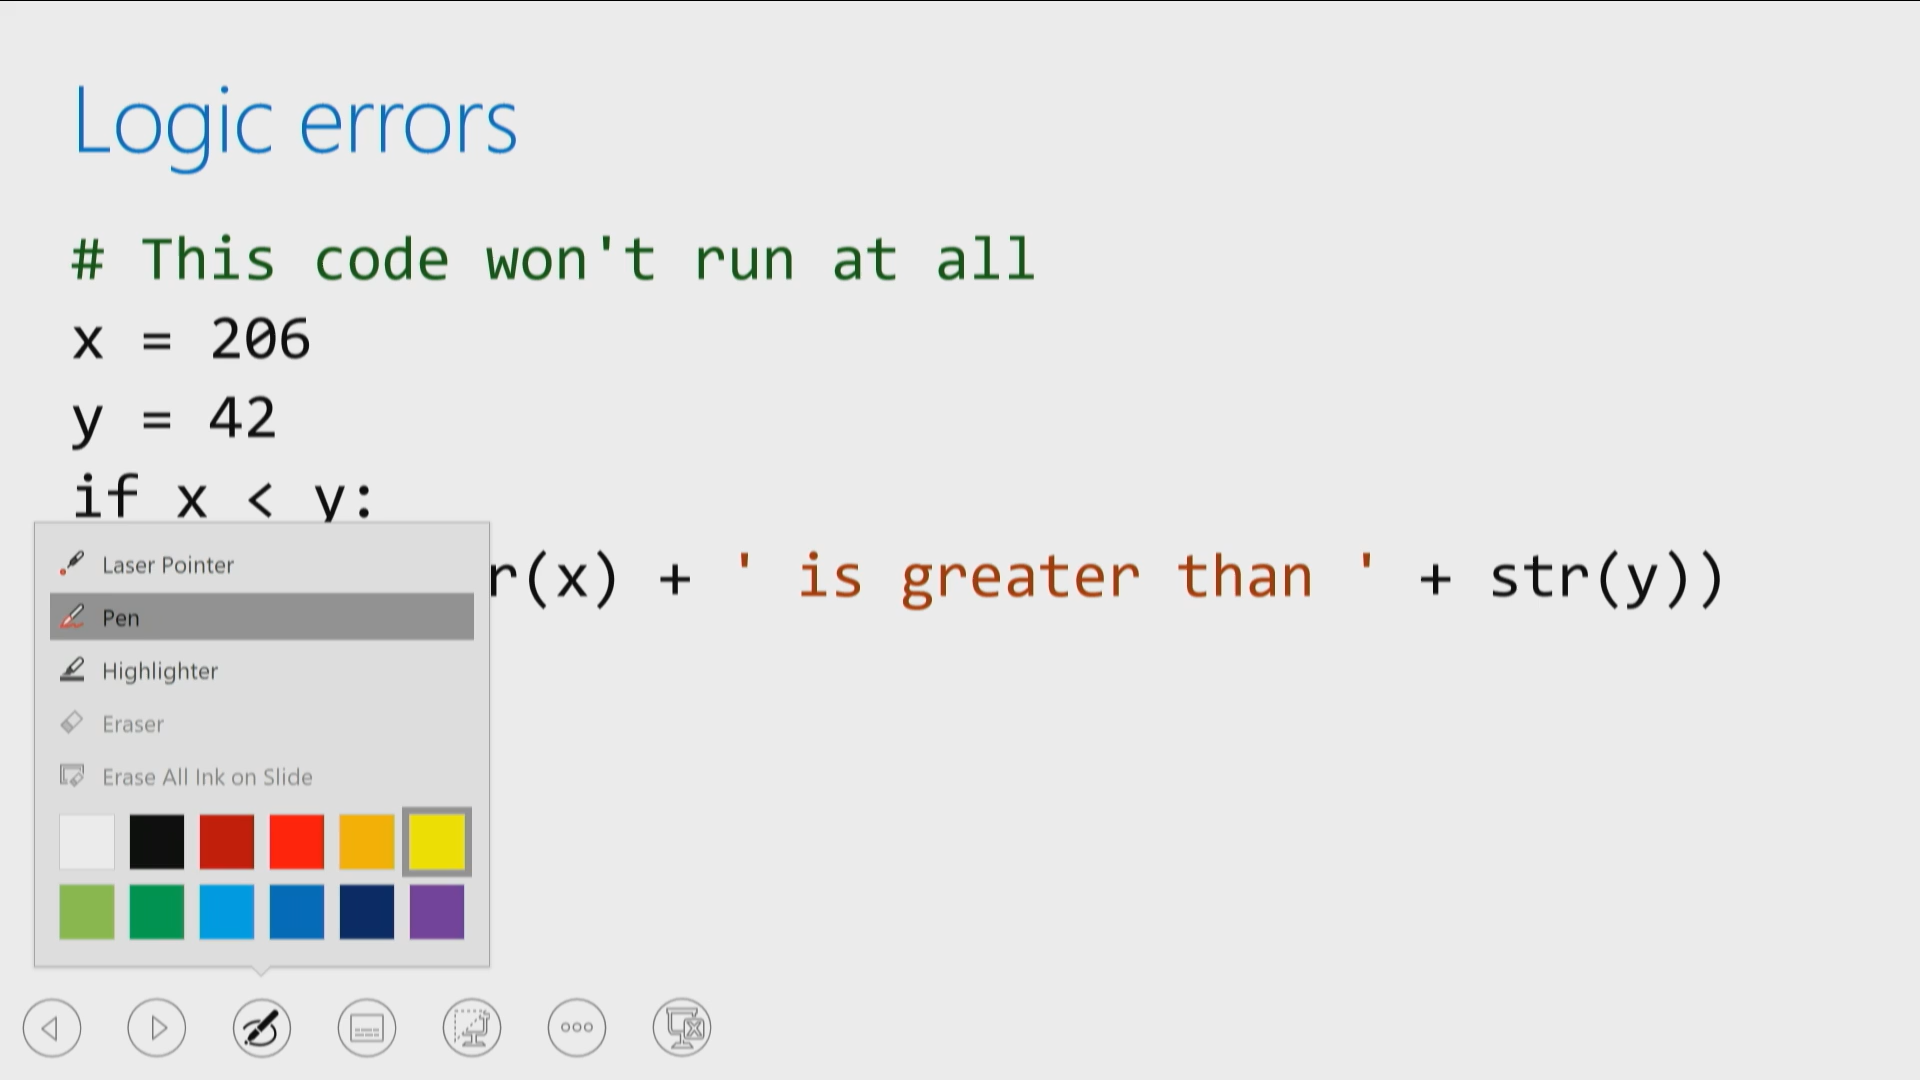 Logic errors
# This code won't run at all
x = 206
y = 42
if x < y:
r(x) + ' is greater than ' + str(y))
Laser Pointer
Pen
Highlighter
Eraser
Erase All Ink on Slide